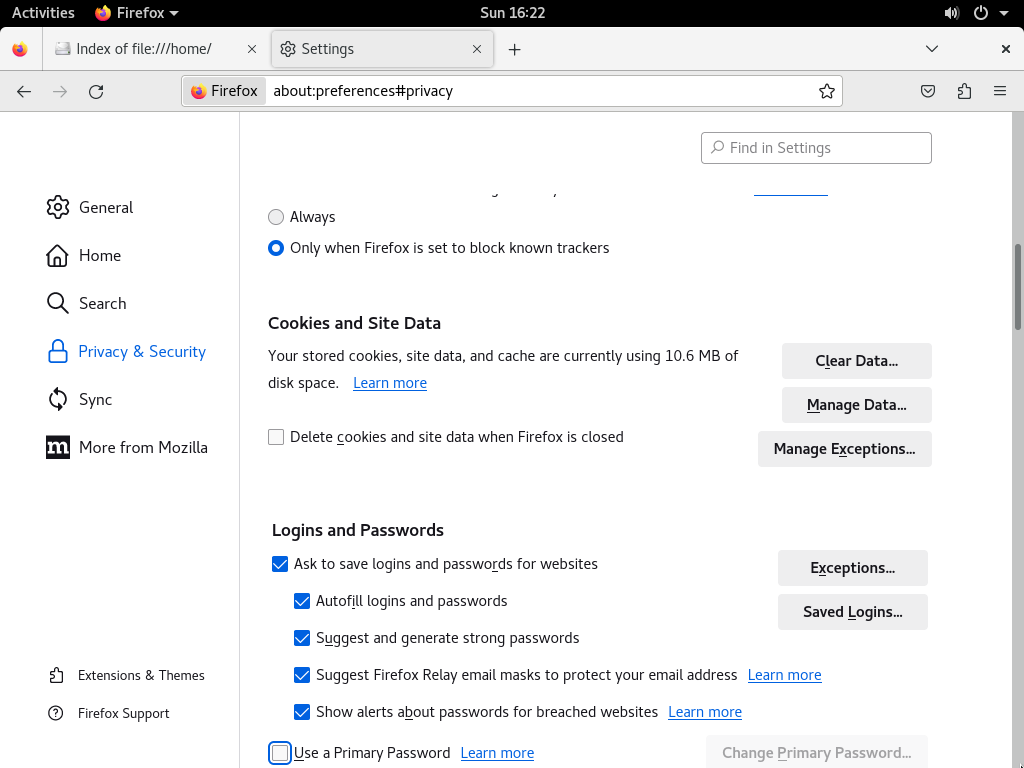 Activities Firefox Sun 16:22
Index of file:///home/ Settings
Firefox about:preferences#privacy
Find in Settings
General
Home
Search
Privacy & Security
Sync
More from Mozilla
Extensions & Themes
Firefox Support
Always
Only when Firefox is set to block known trackers
Cookies and Site Data
Your stored cookies, site data, and cache are currently using 10.6 MB of
disk space. Learn more
Clear Data...
Manage Data...
Delete cookies and site data when Firefox is closed
Manage Exceptions...
Logins and Passwords
Ask to save logins and passwords for websites
Exceptions...
Autofill logins and passwords
Saved Logins...
Suggest and generate strong passwords
Suggest Firefox Relay email masks to protect your email address Learn more
Show alerts about passwords for breached websites Learn more
Use a Primary Password Learn more
Change Primary Password...